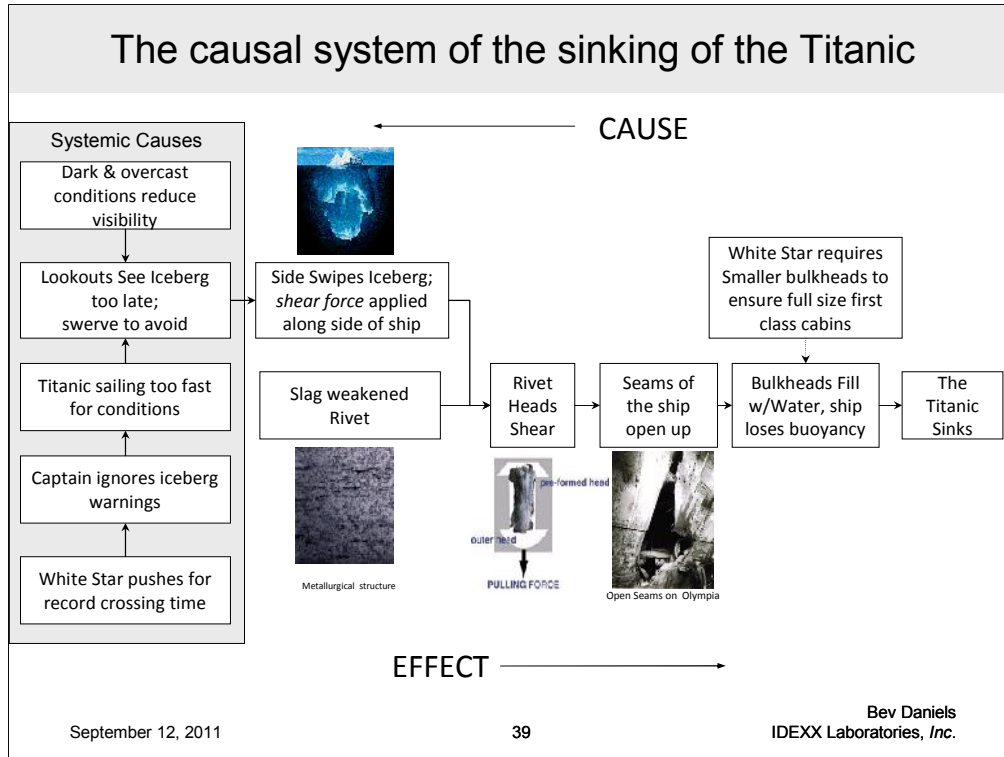 The causal system of the sinking of the Titanic
CAUSE
Systemic Causes
Dark & overcast
conditions reduce
visibility
Lookouts See Iceberg
too late;
swerve to avoid
Titanic sailing too fast
for conditions
Captain ignores iceberg
warnings
White Star pushes for
record crossing time
Side Swipes Iceberg;
shear force applied
along side of ship
Slag weakened
Rivet
Metallurgical structure
Rivet
Heads
Shear
pre-formed head
outer head
PULLING FORCE
Seams of
the ship
open up
Open Seams on Olympia
White Star requires
Smaller bulkheads to
ensure full size first
class cabins
Bulkheads Fill
w/Water, ship
loses buoyancy
The
Titanic
Sinks
EFFECT
September 12, 2011
39
Bev Daniels
IDEXX Laboratories, Inc.